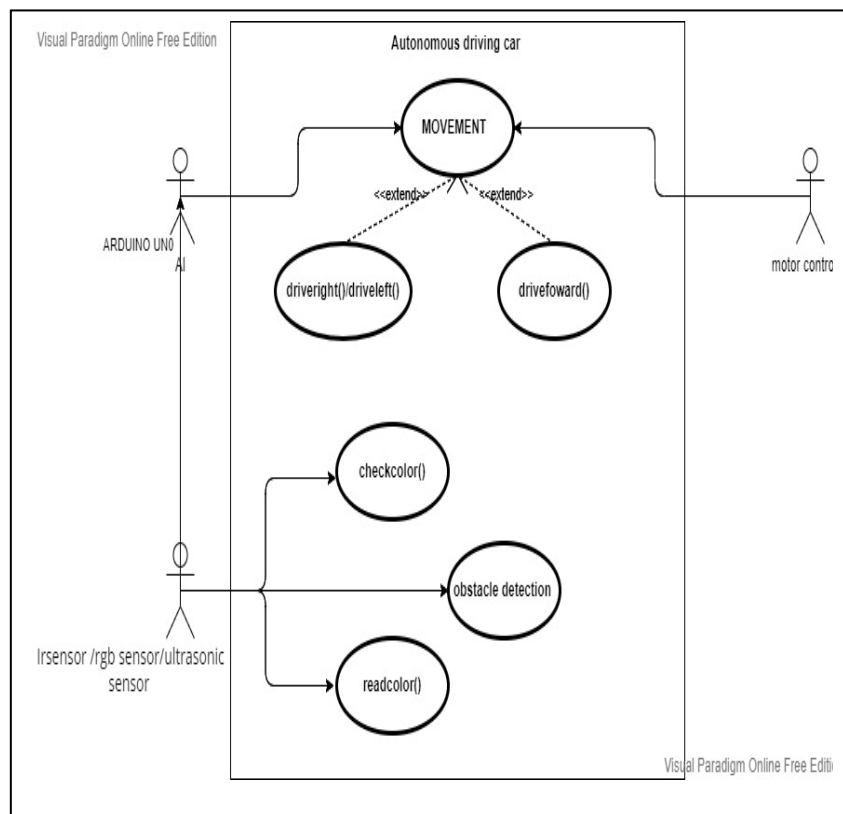 Visual Paradigm Online Free Edition
Autonomous driving car
MOVEMENT
<<extend>>
<<extend>>
ARDUINO UN0
AI
motor contro
driveright()/driveleft()
drivefoward()
checkcolor()
obstacle detection
Irsensor /rgb sensor/ultrasonic
sensor
readcolor()
Visual Paradigm Online Free Editi